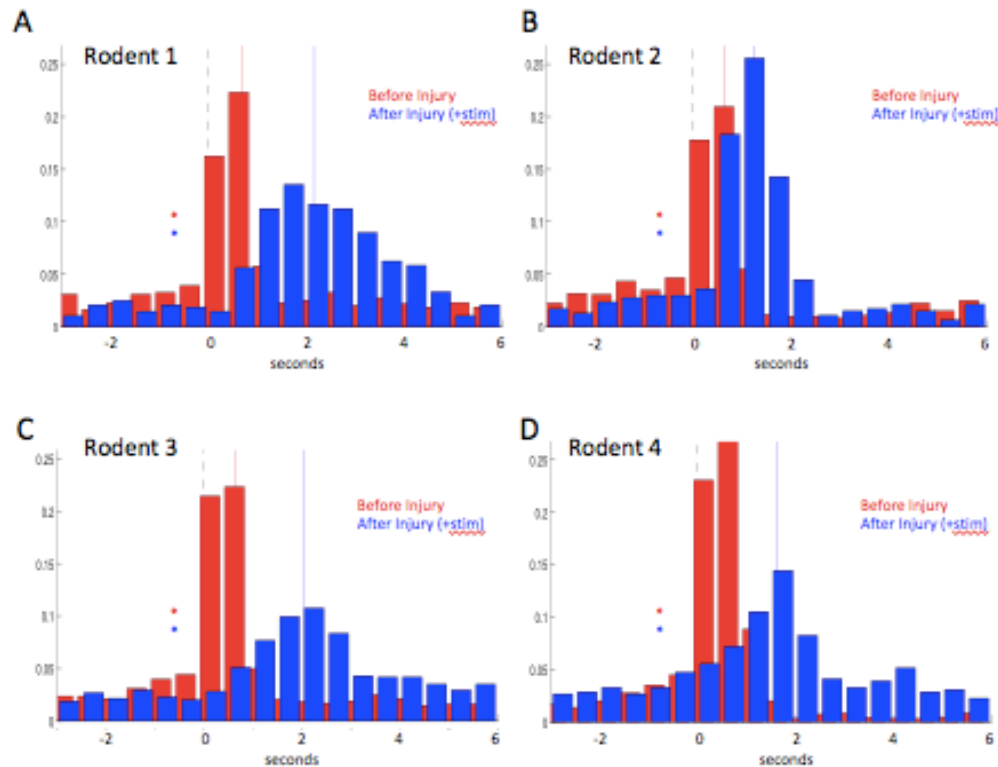 A
Rodent 1
Before Injury
After Injury (+stim)
0.25
0.2
0.15
0.1
0.05
0
*
*
-2 0 2 4 6
seconds
B
Rodent 2
Before Injury
After Injury (+stim)
0.25
0.2
0.15
0.1
0.05
0
*
*
-2 0 2 4 6
seconds
C
Rodent 3
Before Injury
After Injury (+stim)
0.25
0.2
0.15
0.1
0.05
0
*
*
-2 0 2 4 6
seconds
D
Rodent 4
Before Injury
After Injury (+stim)
0.25
0.2
0.15
0.1
0.05
0
*
*
-2 0 2 4 6
seconds